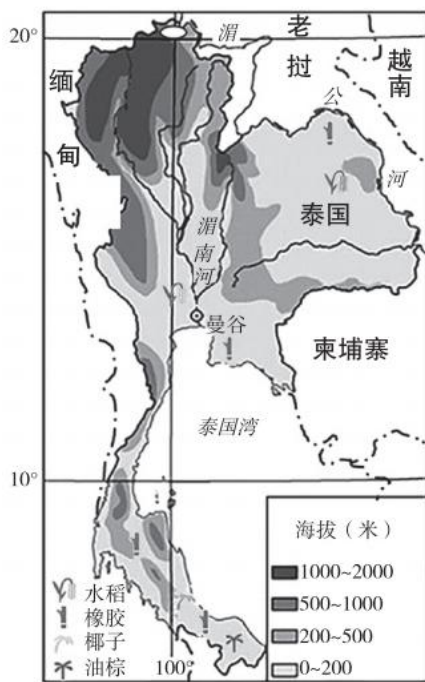 20°
湄
老
挝
越
南
缅
甸
公
河
泰国
湄
南
河
曼谷
柬埔寨
泰国湾
10°
海拔（米）
1000~2000
500~1000
200~500
0~200
水稻
橡胶
椰子
油棕
100°